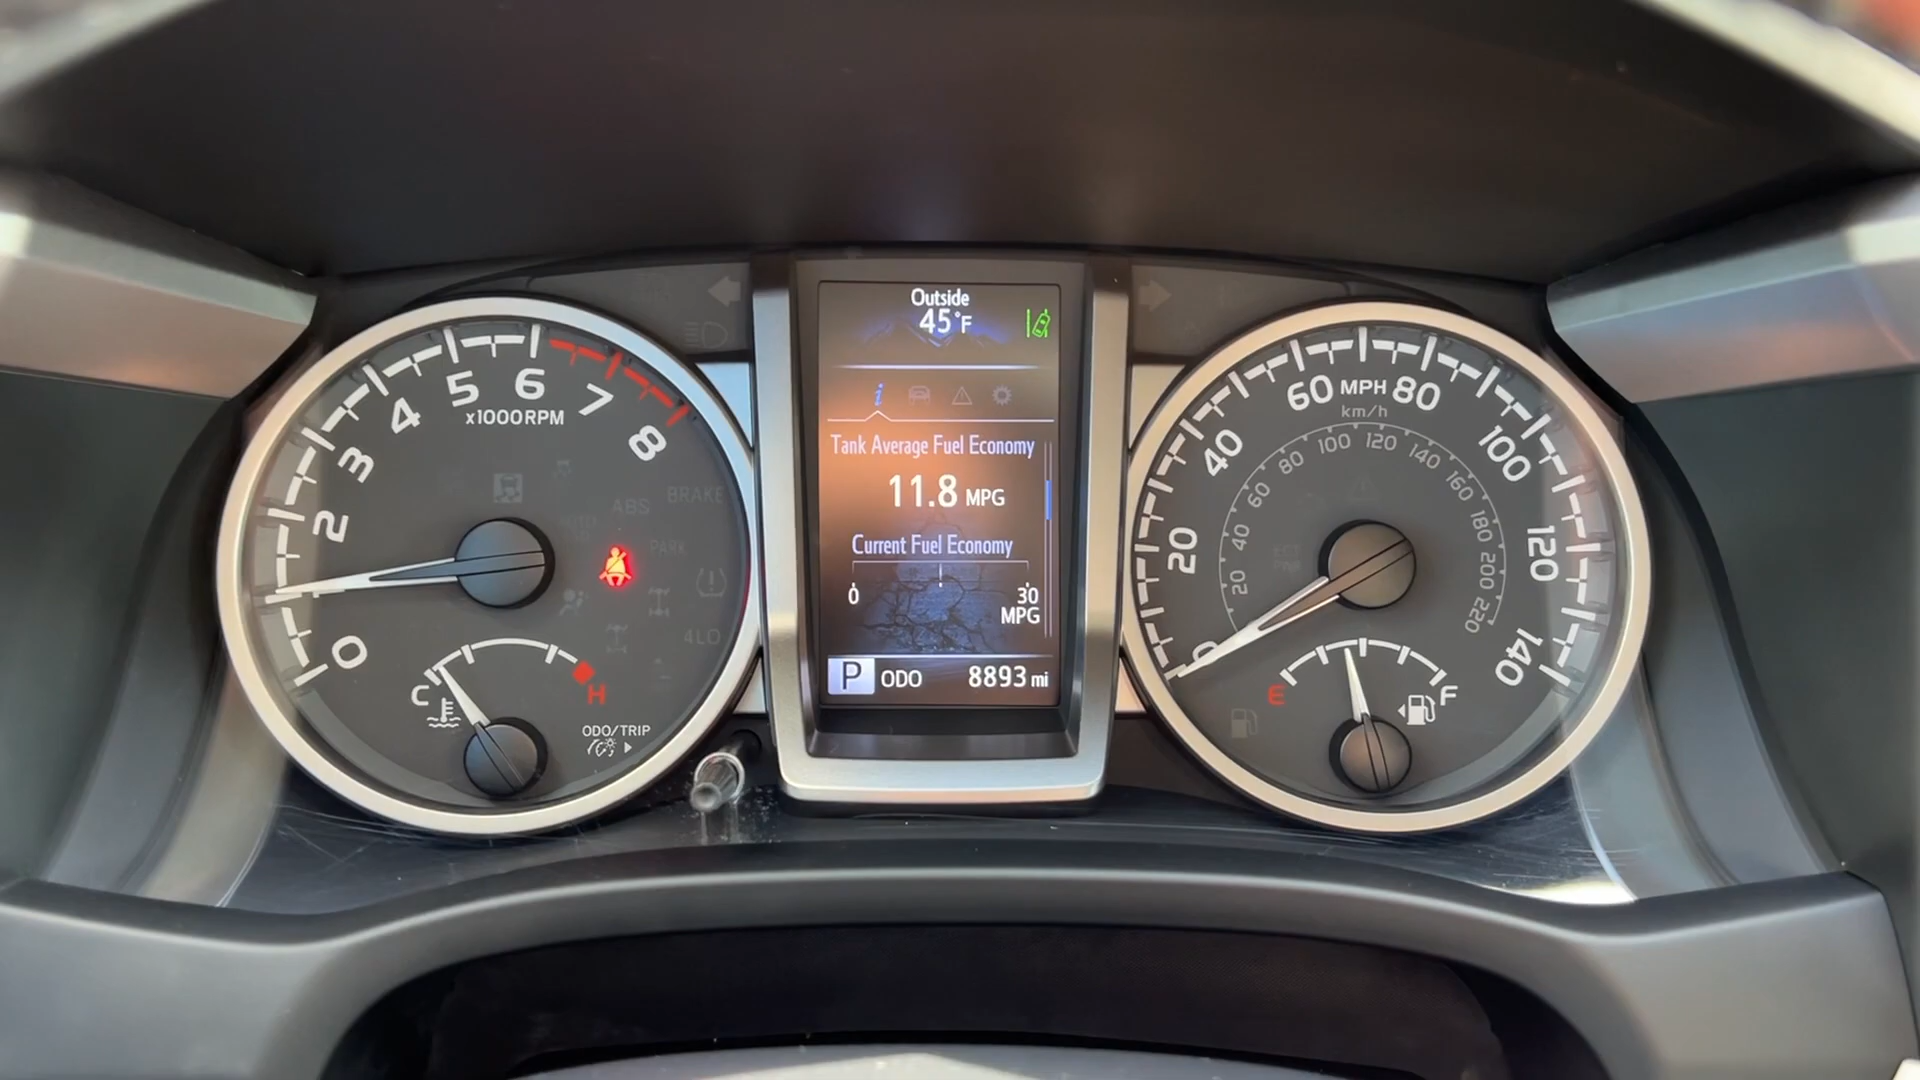 Outside
45°F
i
Tank Average Fuel Economy
11.8 MPG
Current Fuel Economy
0 30
MPG
P ODO 8893 mi
0 2 3 4 5 6 7 8
x1000RPM
ABS
BRAKE
PARK
4LO
C H
ODO/TRIP
0 20 40 60 MPH 80 100 120 140
km/h
20 40 60 80 100 120 140 160 180 200 220
E F